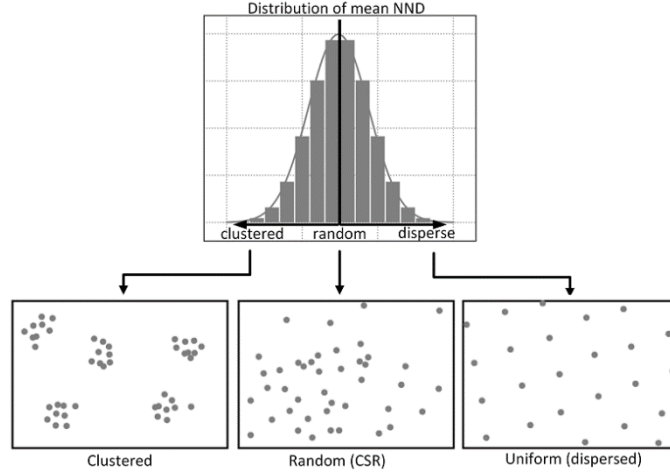 Distribution of mean NND
clustered random disperse
Clustered Random (CSR) Uniform (dispersed)